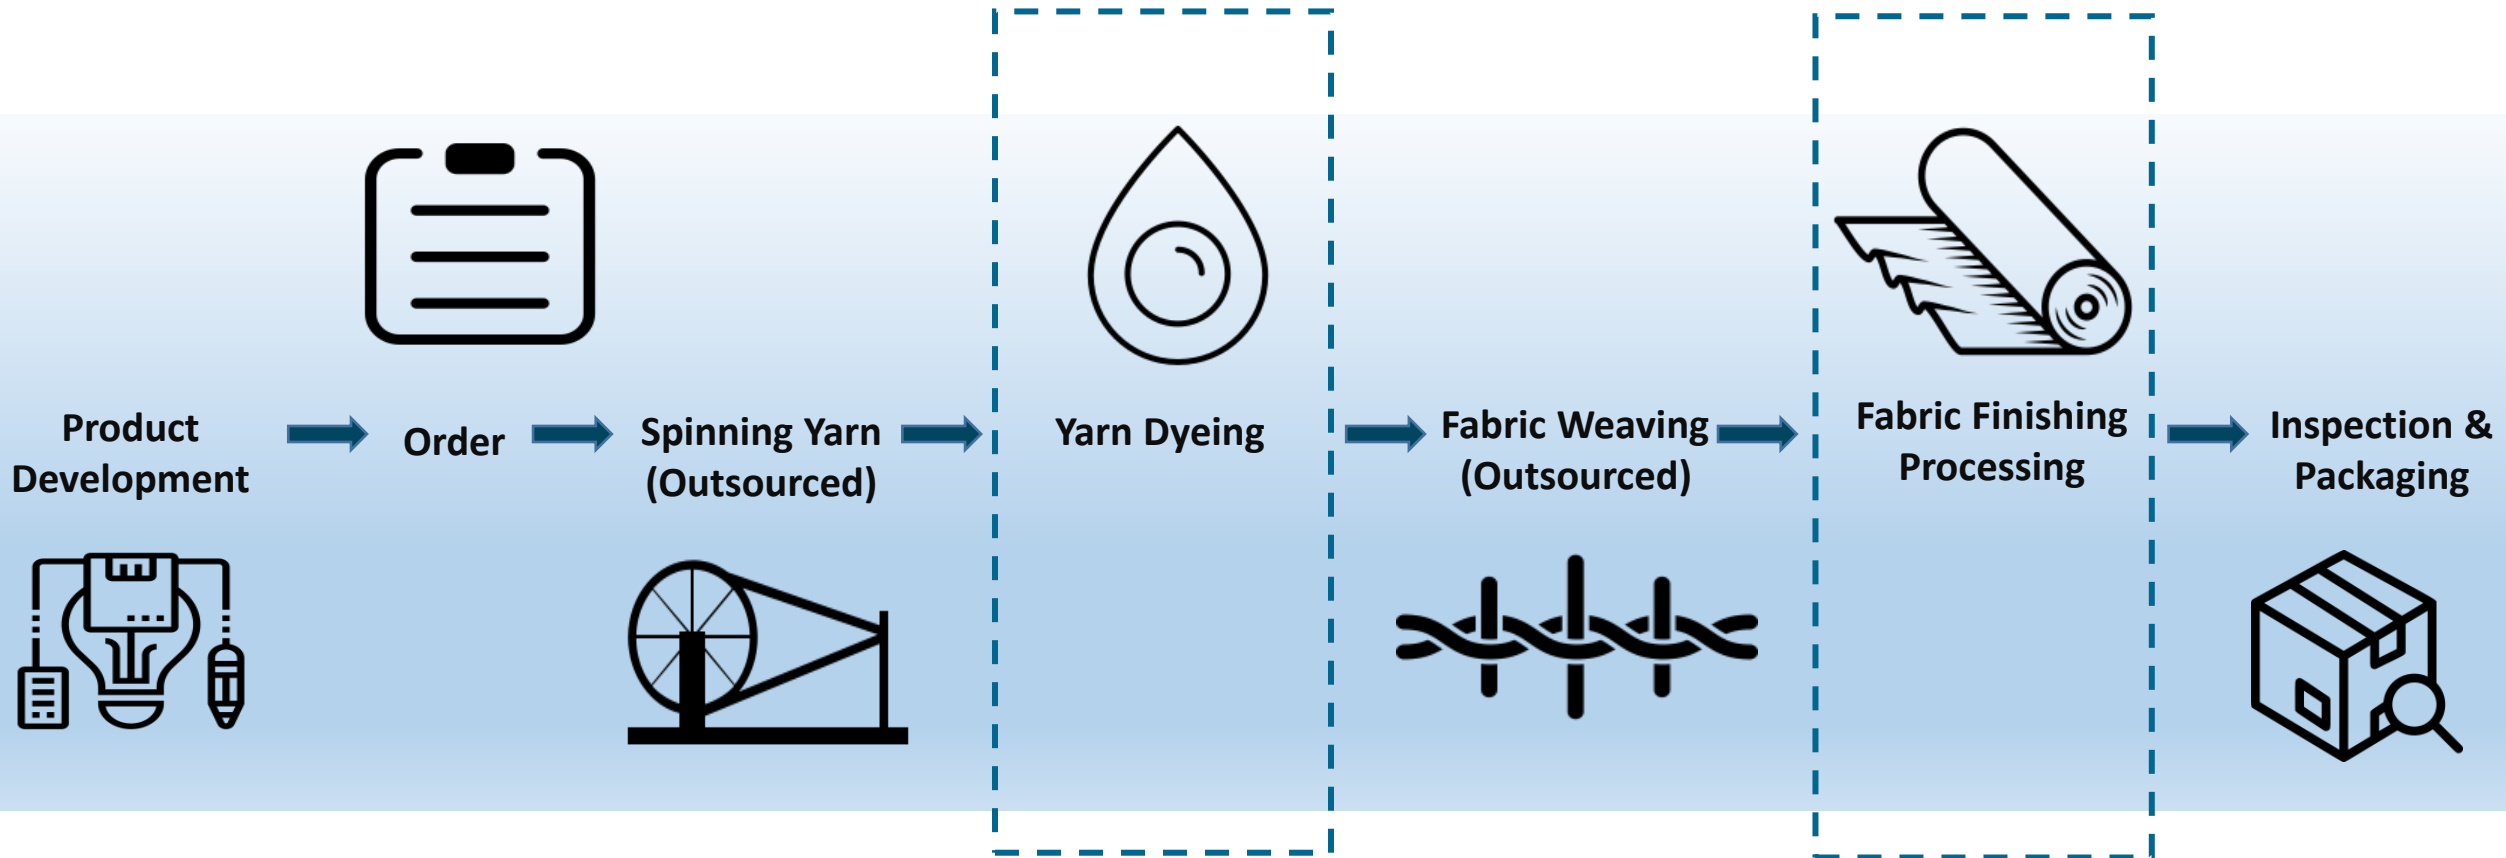 Product
Development
Order
Spinning Yarn
(Outsourced)
Yarn Dyeing
Fabric Weaving
(Outsourced)
Fabric Finishing
Processing
Inspection &
Packaging